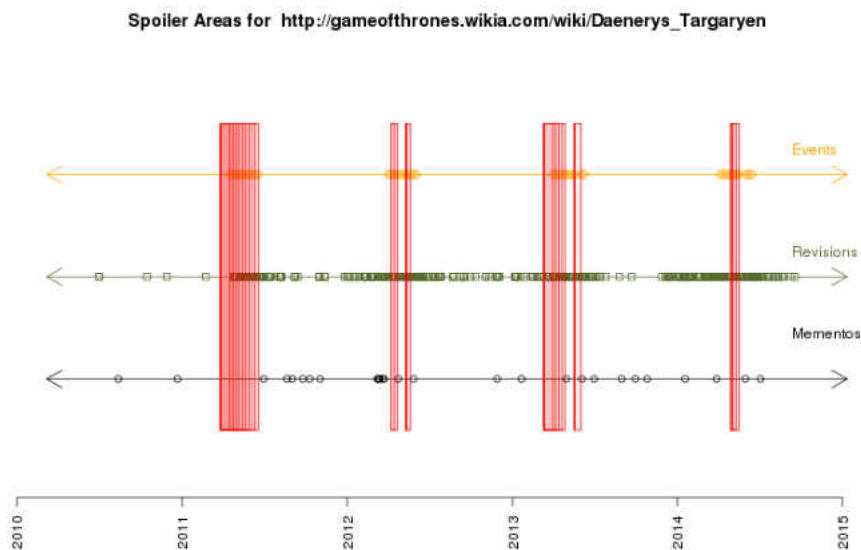 Spoiler Areas for http://gameofthrones.wikia.com/wiki/Daenerys_Targaryen
Events
Revisions
Mementos
2010
2011
2012
2013
2014
2015